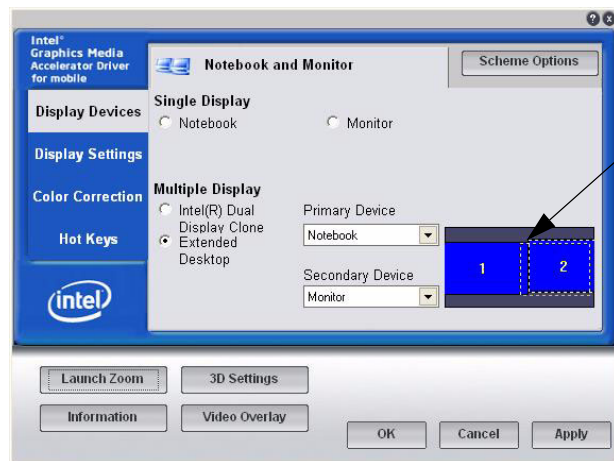 Intel®
Graphics Media
Accelerator Driver
for mobile
Notebook and Monitor
Scheme Options
Display Devices
Display Settings
Color Correction
Hot Keys
intel
Single Display
Notebook
Monitor
Multiple Display
Intel(R) Dual
Display Clone
Extended
Desktop
Primary Device
Notebook
Secondary Device
Monitor
1
2
Launch Zoom
3D Settings
Information
Video Overlay
OK
Cancel
Apply